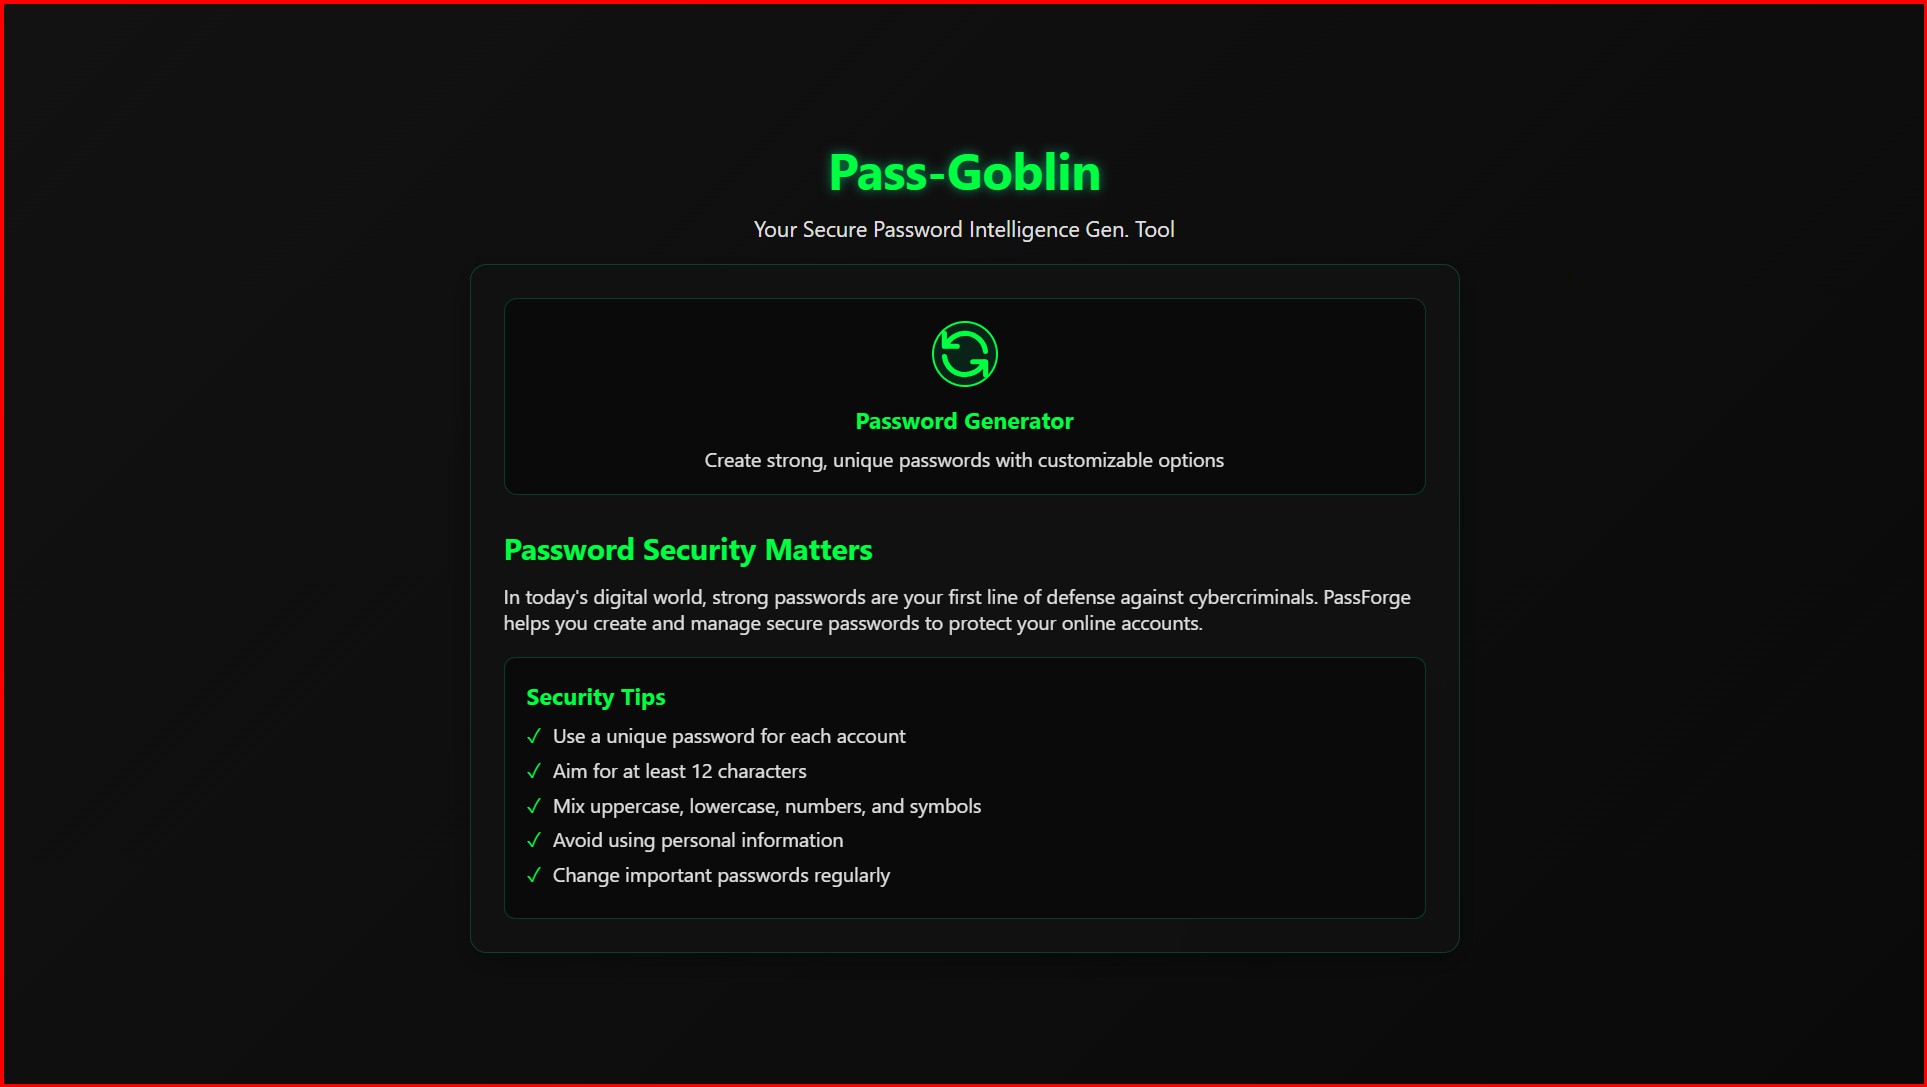 Pass-Goblin
Your Secure Password Intelligence Gen. Tool
Password Generator
Create strong, unique passwords with customizable options
Password Security Matters
In today's digital world, strong passwords are your first line of defense against cybercriminals. PassForge
helps you create and manage secure passwords to protect your online accounts.
Security Tips
✓ Use a unique password for each account
✓ Aim for at least 12 characters
✓ Mix uppercase, lowercase, numbers, and symbols
✓ Avoid using personal information
✓ Change important passwords regularly